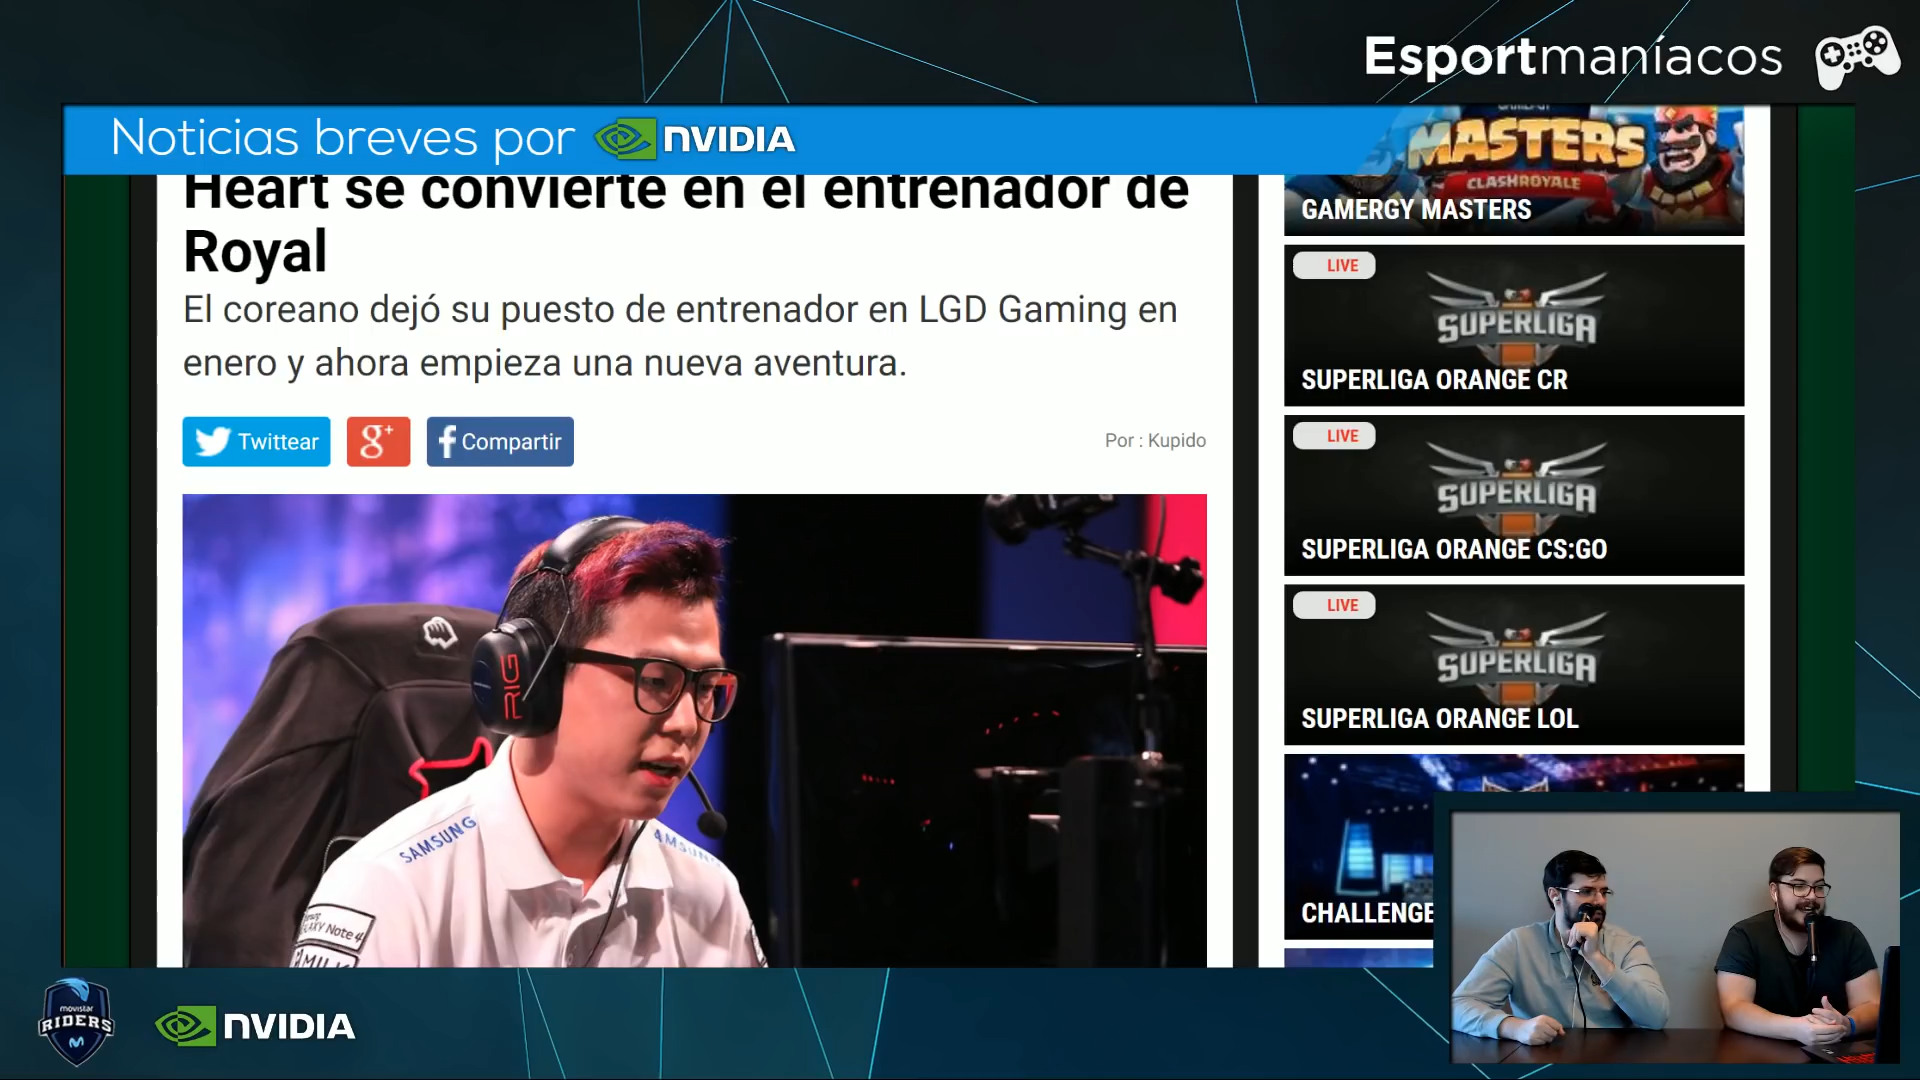 Esportmaníacos
Noticias breves por NVIDIA
Heart se convierte en el entrenador de
Royal
El coreano dejó su puesto de entrenador en LGD Gaming en
enero y ahora empieza una nueva aventura.
Twittear
g+
f Compartir
Por : Kupido
SAMSUNG
RIG
MASTERS
CLASH ROYALE
GAMERGY MASTERS
LIVE
SUPERLIGA
SUPERLIGA ORANGE CR
LIVE
SUPERLIGA
SUPERLIGA ORANGE CS:GO
LIVE
SUPERLIGA
SUPERLIGA ORANGE LOL
CHALLENGE
movistar
RIDERS
NVIDIA